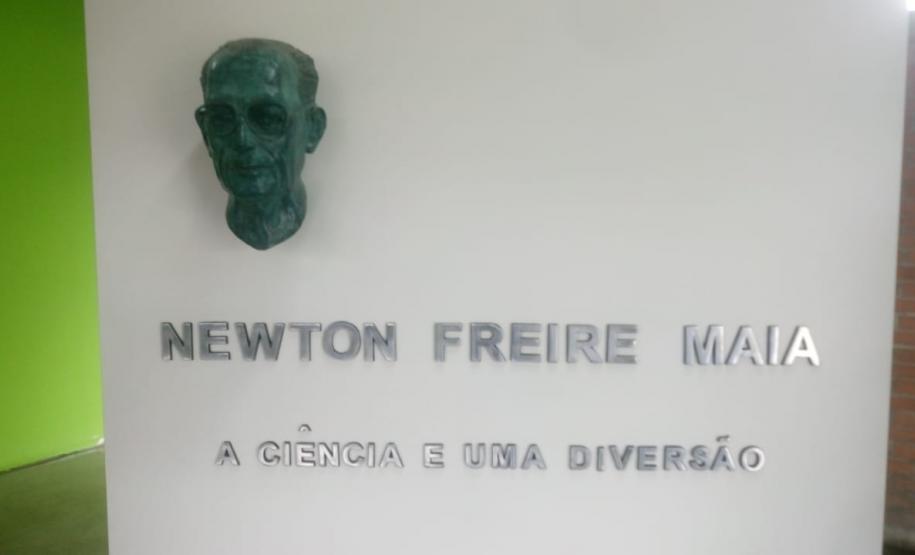 NEWTON FREIRE MAIA
A CIÊNCIA E UMA DIVERSÃO